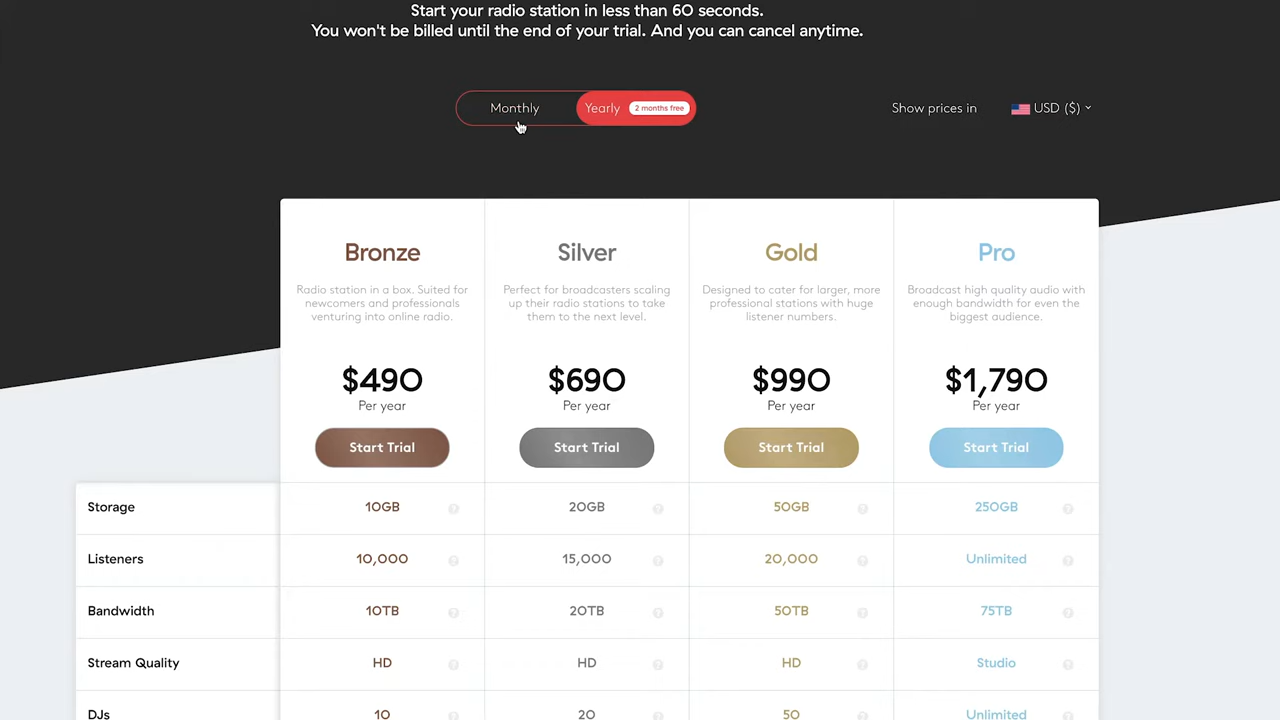 Start your radio station in less than 60 seconds.
You won't be billed until the end of your trial. And you can cancel anytime.
Monthly
Yearly 2 months free
Show prices in
USD ($)
Bronze
Radio station in a box. Suited for
newcomers and professionals
venturing into online radio.
$490
Per year
Start Trial
Silver
Perfect for broadcasters scaling
up their radio stations to take
them to the next level.
$690
Per year
Start Trial
Gold
Designed to cater for larger, more
professional stations with huge
listener numbers.
$990
Per year
Start Trial
Pro
Broadcast high quality audio with
enough bandwidth for even the
biggest audience.
$1,790
Per year
Start Trial
Storage 10GB ? 20GB ? 50GB ? 250GB ?
Listeners 10,000 ? 15,000 ? 20,000 ? Unlimited ?
Bandwidth 10TB ? 20TB ? 50TB ? 75TB ?
Stream Quality HD ? HD ? HD ? Studio ?
DJs 10 ? 20 ? 50 ? Unlimited ?